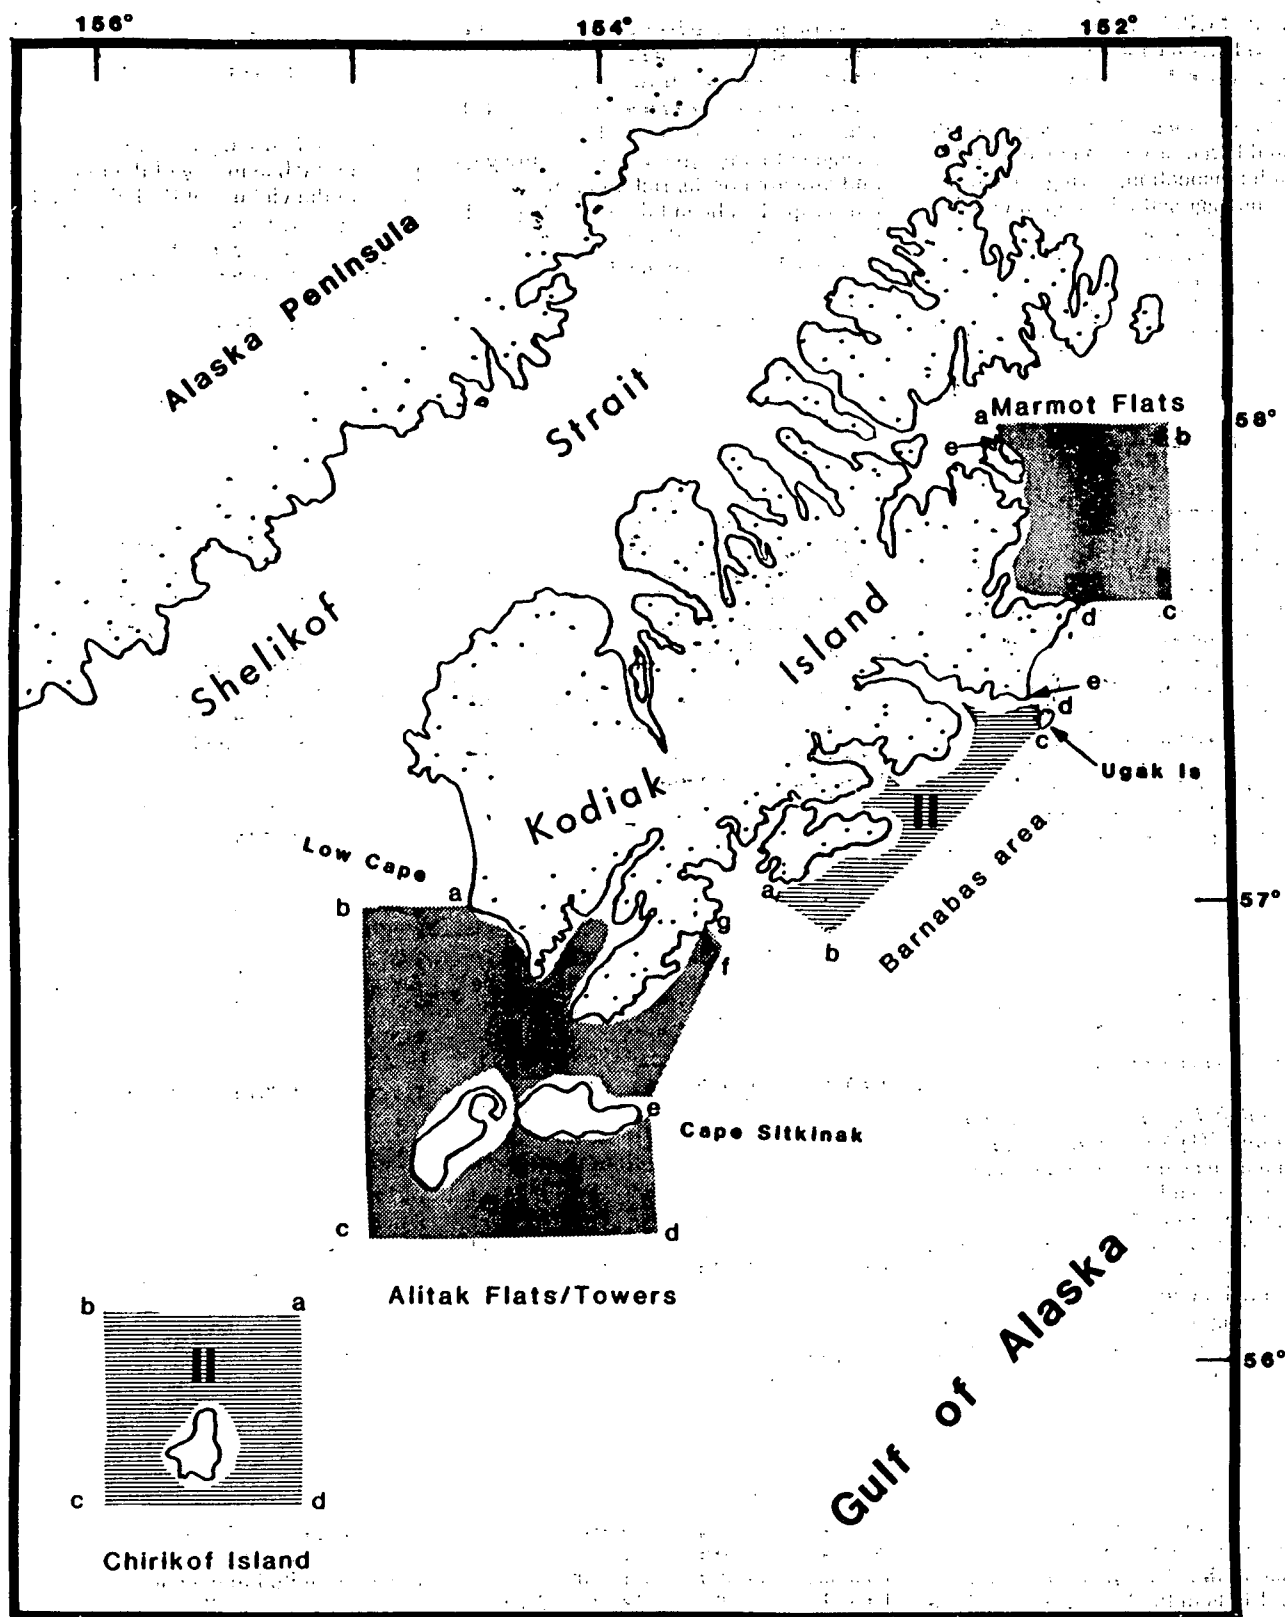 156° 154° 152°
Alaska Peninsula
Strait
Shelikof
a Marmot Flats
b
58°
e
d c
Island
e
d
c
Ugak Is
Kodiak
II
Barnabas area
Low Cape
a
b
57°
a
b
g
f
e
Cape Sitkinak
c
d
Alitak Flats/Towers
b a
II
56°
c d
Chirikof Island
Gulf of Alaska